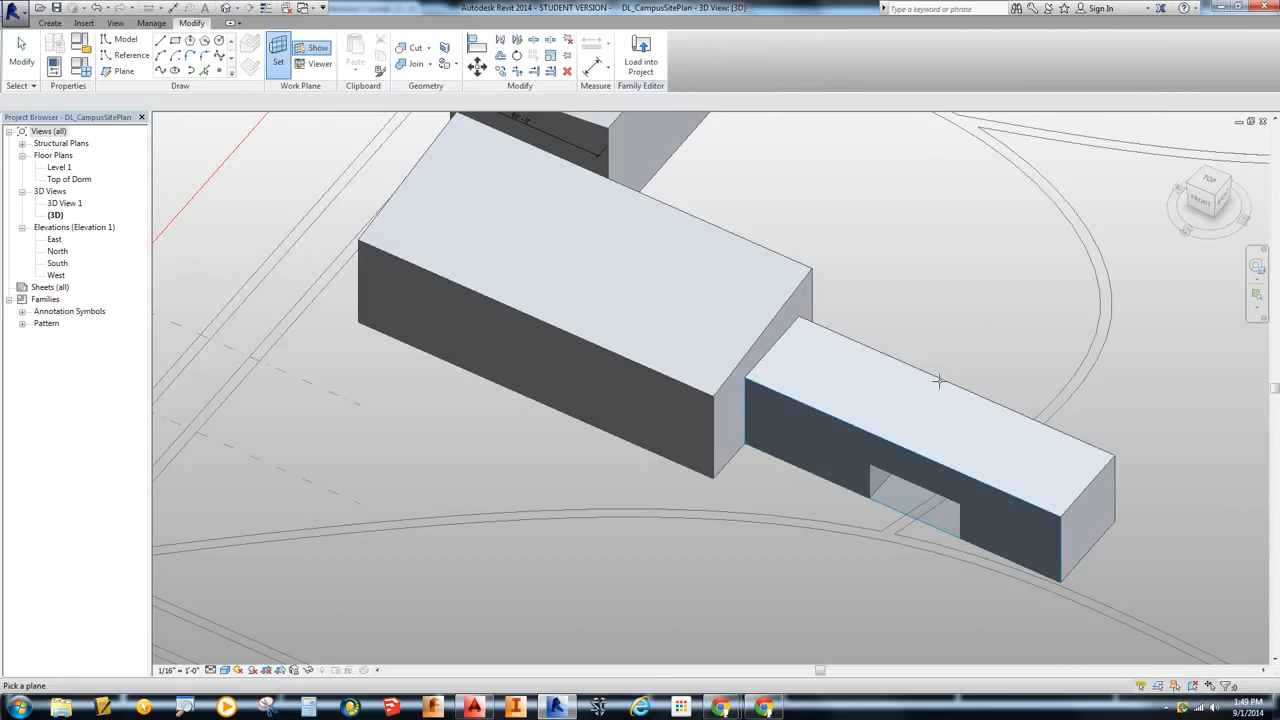 Autodesk Revit 2014 - STUDENT VERSION - DL_CampusSitePlan - 3D View: {3D}
Type a keyword or phrase
Sign In
Create Insert View Manage Modify
Model
Reference
Plane
Modify
Set
Show
Viewer
Paste
Cut
Join
Load into
Project
Select Properties Draw Work Plane Clipboard Geometry Modify Measure Family Editor
Project Browser - DL_CampusSitePlan
Views (all)
Structural Plans
Floor Plans
Level 1
Top of Dorm
3D Views
3D View 1
{3D}
Elevations (Elevation 1)
East
North
South
West
Sheets (all)
Families
Annotation Symbols
Pattern
TOP
FRONT
1/16" = 1'-0"
Pick a plane
:0
1:49 PM
9/1/2014